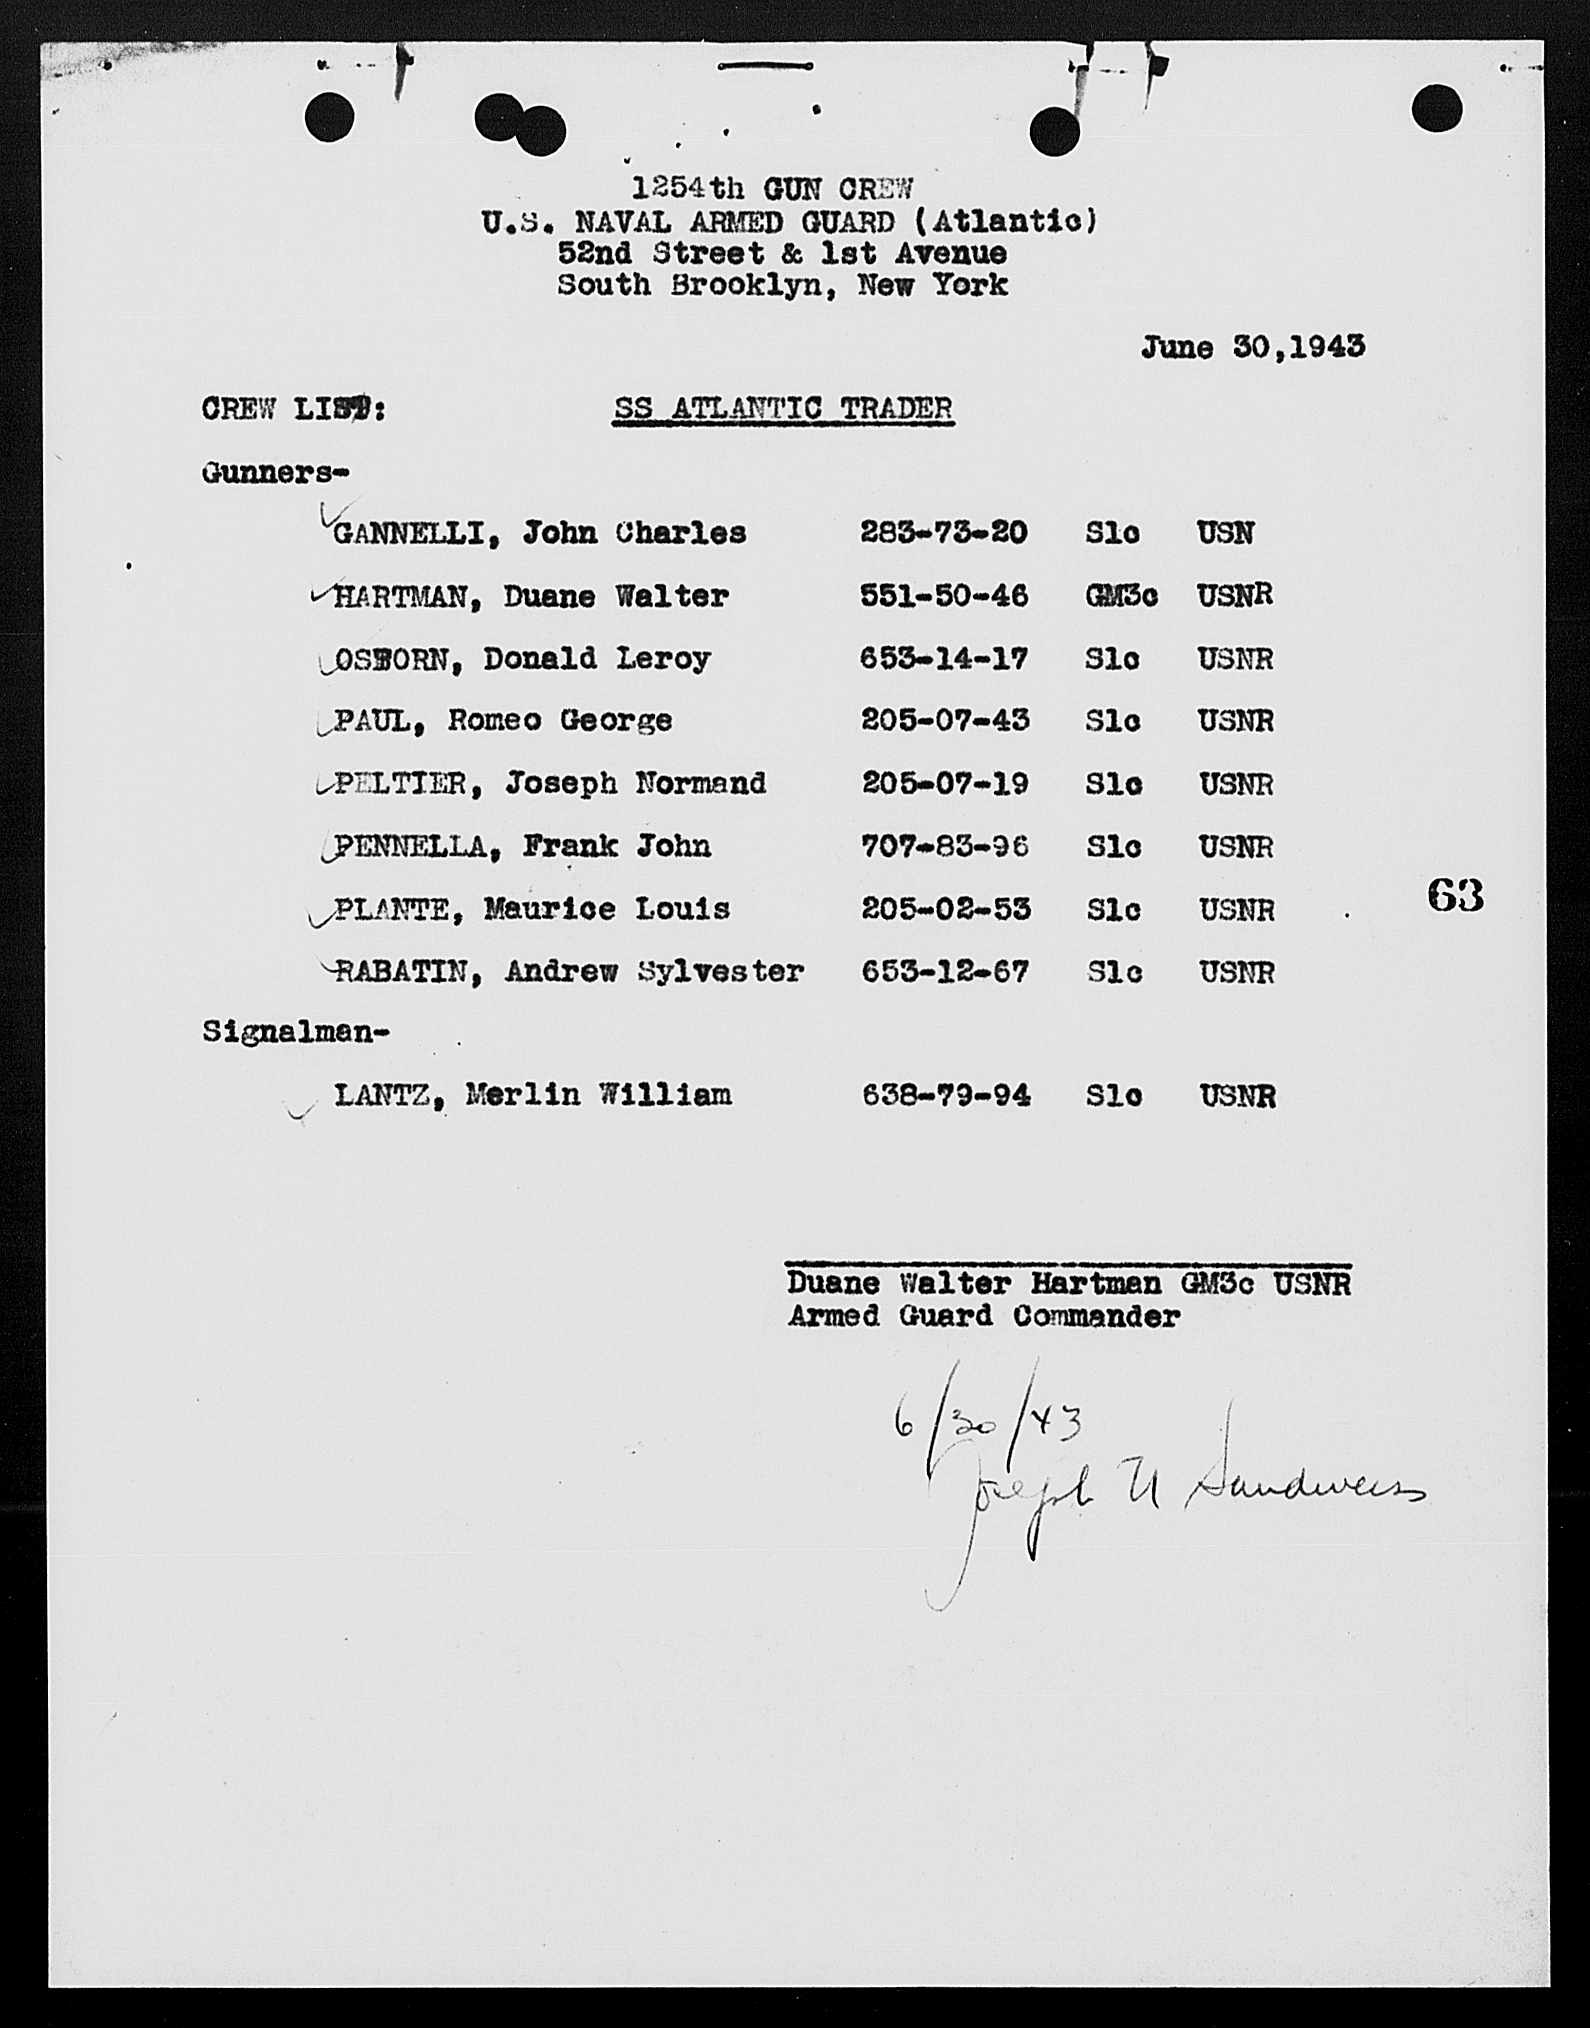 1254th GUN CREW
U.S. NAVAL ARMED GUARD (Atlantic)
52nd Street & 1st Avenue
South Brooklyn, New York
June 30,1943
CREW LIST: SS ATLANTIC TRADER
Gunners-
GANNELLI, John Charles 283-73-20 S1c USN
HARTMAN, Duane Walter 551-50-46 GM3c USNR
OSBORN, Donald Leroy 653-14-17 S1c USNR
PAUL, Romeo George 205-07-43 S1c USNR
PELTIER, Joseph Normand 205-07-19 S1c USNR
PENNELLA, Frank John 707-83-96 S1c USNR
PLANTE, Maurice Louis 205-02-53 S1c USNR
63
RABATIN, Andrew Sylvester 653-12-67 S1c USNR
Signalman-
LANTZ, Merlin William 638-79-94 S1c USNR
Duane Walter Hartman GM3c USNR
Armed Guard Commander
6/30/43
Joseph N Sandweiss